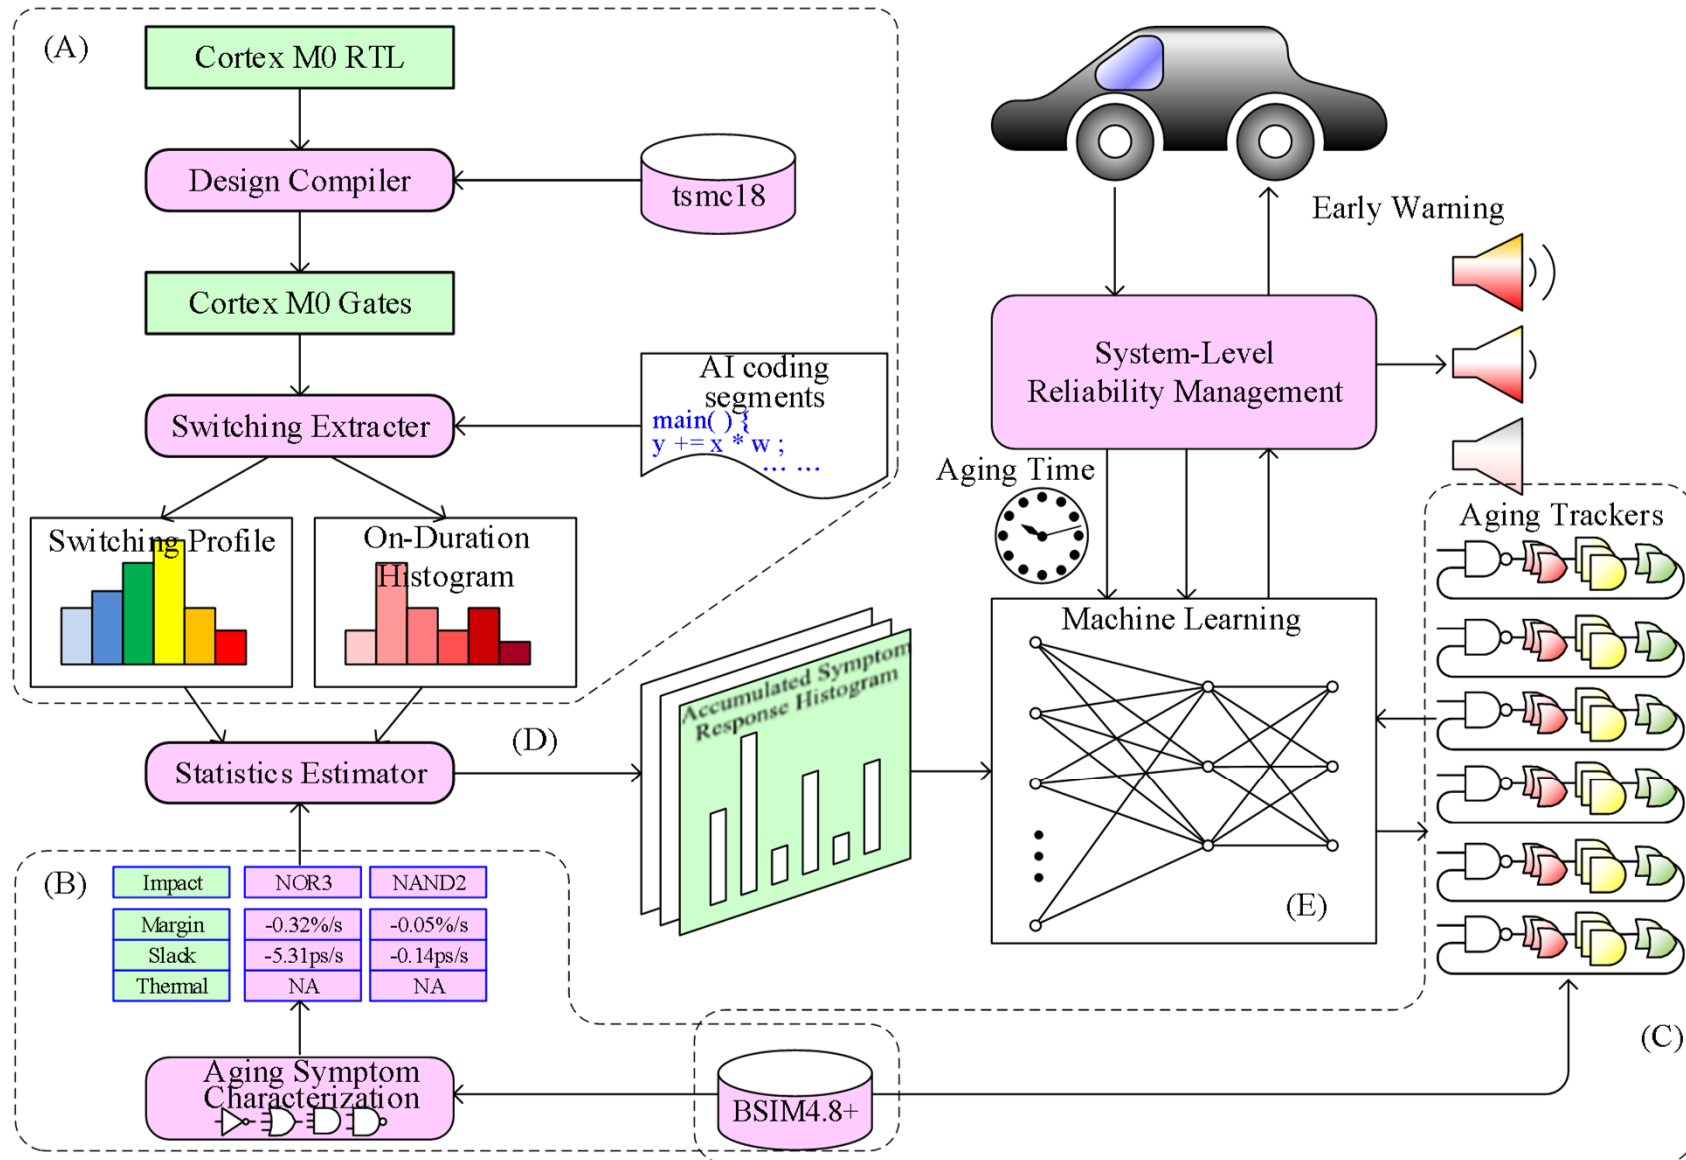 (A)
Cortex M0 RTL
Design Compiler
tsmc18
Cortex M0 Gates
AI coding
segments
main( ) {
y += x * w ;
... ...
Switching Extracter
Switching Profile
On-Duration
Histogram
(D)
Statistics Estimator
Accumulated Symptom
Response Histogram
(B)
Impact NOR3 NAND2
Margin -0.32%/s -0.05%/s
Slack -5.31ps/s -0.14ps/s
Thermal NA NA
Aging Symptom
Characterization
BSIM4.8+
Early Warning
System-Level
Reliability Management
Aging Time
Machine Learning
(E)
Aging Trackers
(C)